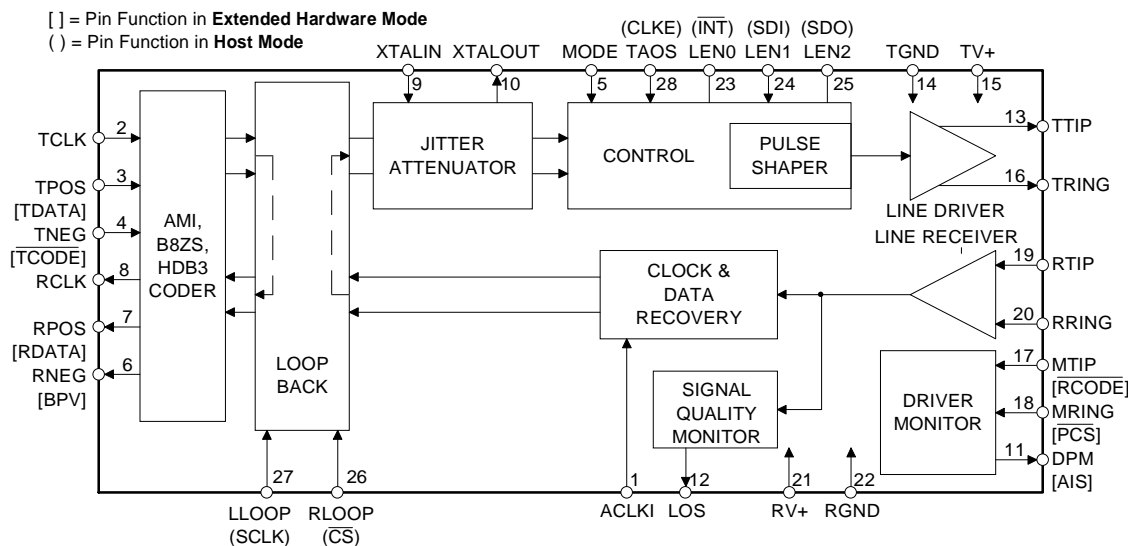 [ ] = Pin Function in Extended Hardware Mode
( ) = Pin Function in Host Mode
(CLKE) (INT) (SDI) (SDO)
XTALIN XTALOUT MODE TAOS LEN0 LEN1 LEN2 TGND TV+
9 10 5 28 23 24 25 14 15
TCLK 2
TPOS 3
[TDATA]
TNEG 4
[TCODE]
RCLK 8
RPOS 7
[RDATA]
RNEG 6
[BPV]
AMI,
B8ZS,
HDB3
CODER
LOOP
BACK
JITTER
ATTENUATOR
CONTROL
PULSE
SHAPER
LINE DRIVER
LINE RECEIVER
CLOCK &
DATA
RECOVERY
SIGNAL
QUALITY
MONITOR
DRIVER
MONITOR
13 TTIP
16 TRING
19 RTIP
20 RRING
17 MTIP
[RCODE]
18 MRING
[PCS]
11 DPM
[AIS]
27 26 1 12 21 22
LLOOP RLOOP ACLKI LOS RV+ RGND
(SCLK) (CS)